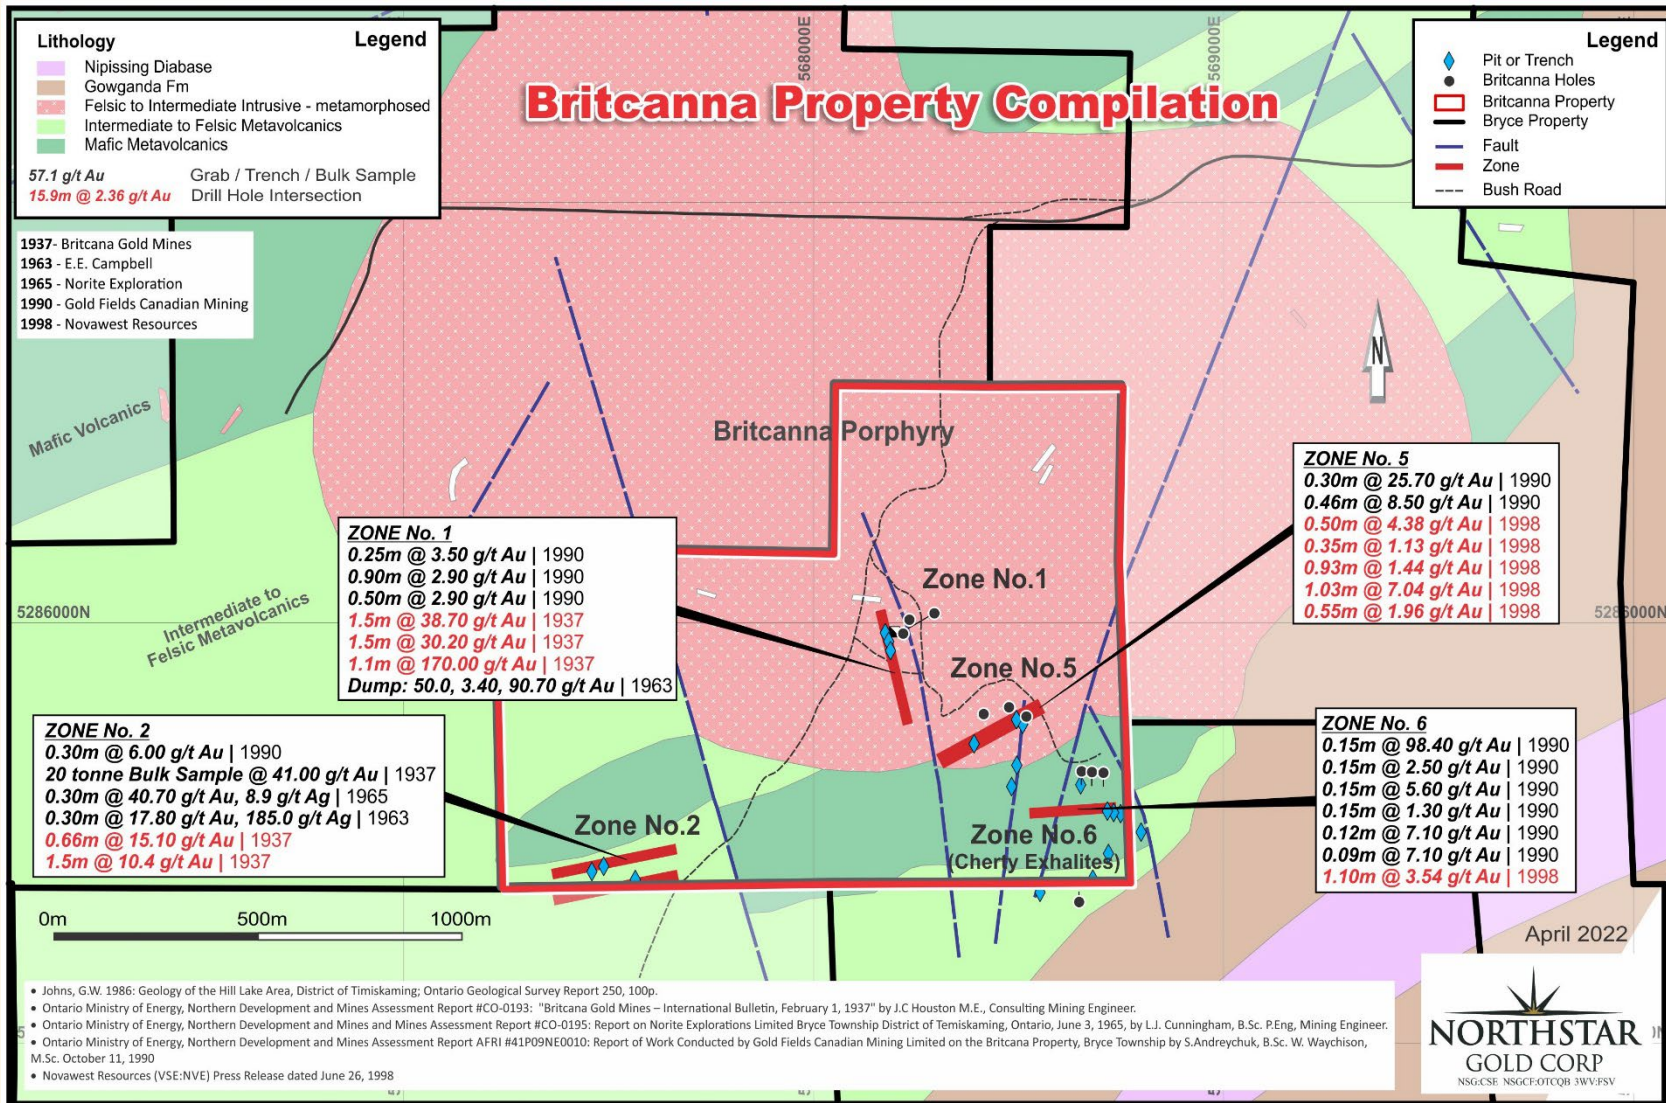 Lithology
Legend
Nipissing Diabase
Gowganda Fm
Felsic to Intermediate Intrusive - metamorphosed
Intermediate to Felsic Metavolcanics
Mafic Metavolcanics
57.1 g/t Au Grab / Trench / Bulk Sample
15.9m @ 2.36 g/t Au Drill Hole Intersection
1937- Britcana Gold Mines
1963 - E.E. Campbell
1965 - Norite Exploration
1990 - Gold Fields Canadian Mining
1998 - Novawest Resources
568000E
569000E
Britcanna Property Compilation
Legend
Pit or Trench
Britcanna Holes
Britcanna Property
Bryce Property
Fault
Zone
Bush Road
N
Mafic Volcanics
Britcanna Porphyry
Intermediate to
Felsic Metavolcanics
5286000N
5286000N
ZONE No. 1
0.25m @ 3.50 g/t Au | 1990
0.90m @ 2.90 g/t Au | 1990
0.50m @ 2.90 g/t Au | 1990
1.5m @ 38.70 g/t Au | 1937
1.5m @ 30.20 g/t Au | 1937
1.1m @ 170.00 g/t Au | 1937
Dump: 50.0, 3.40, 90.70 g/t Au | 1963
ZONE No. 5
0.30m @ 25.70 g/t Au | 1990
0.46m @ 8.50 g/t Au | 1990
0.50m @ 4.38 g/t Au | 1998
0.35m @ 1.13 g/t Au | 1998
0.93m @ 1.44 g/t Au | 1998
1.03m @ 7.04 g/t Au | 1998
0.55m @ 1.96 g/t Au | 1998
Zone No.1
Zone No.5
ZONE No. 2
0.30m @ 6.00 g/t Au | 1990
20 tonne Bulk Sample @ 41.00 g/t Au | 1937
0.30m @ 40.70 g/t Au, 8.9 g/t Ag | 1965
0.30m @ 17.80 g/t Au, 185.0 g/t Ag | 1963
0.66m @ 15.10 g/t Au | 1937
1.5m @ 10.4 g/t Au | 1937
Zone No.2
Zone No.6
(Cherty Exhalites)
ZONE No. 6
0.15m @ 98.40 g/t Au | 1990
0.15m @ 2.50 g/t Au | 1990
0.15m @ 5.60 g/t Au | 1990
0.15m @ 1.30 g/t Au | 1990
0.12m @ 7.10 g/t Au | 1990
0.09m @ 7.10 g/t Au | 1990
1.10m @ 3.54 g/t Au | 1998
0m 500m 1000m
April 2022
• Johns, G.W. 1986: Geology of the Hill Lake Area, District of Timiskaming; Ontario Geological Survey Report 250, 100p.
• Ontario Ministry of Energy, Northern Development and Mines Assessment Report #CO-0193: "Britcana Gold Mines – International Bulletin, February 1, 1937" by J.C Houston M.E., Consulting Mining Engineer.
• Ontario Ministry of Energy, Northern Development and Mines and Mines Assessment Report #CO-0195: Report on Norite Explorations Limited Bryce Township District of Temiskaming, Ontario, June 3, 1965, by L.J. Cunningham, B.Sc. P.Eng, Mining Engineer.
• Ontario Ministry of Energy, Northern Development and Mines Assessment Report AFRI #41P09NE0010: Report of Work Conducted by Gold Fields Canadian Mining Limited on the Britcana Property, Bryce Township by S.Andreychuk, B.Sc. W. Waychison,
M.Sc. October 11, 1990
• Novawest Resources (VSE:NVE) Press Release dated June 26, 1998
NORTHSTAR
GOLD CORP
NSG:CSE NSGCF:OTCQB 3WV:FSV